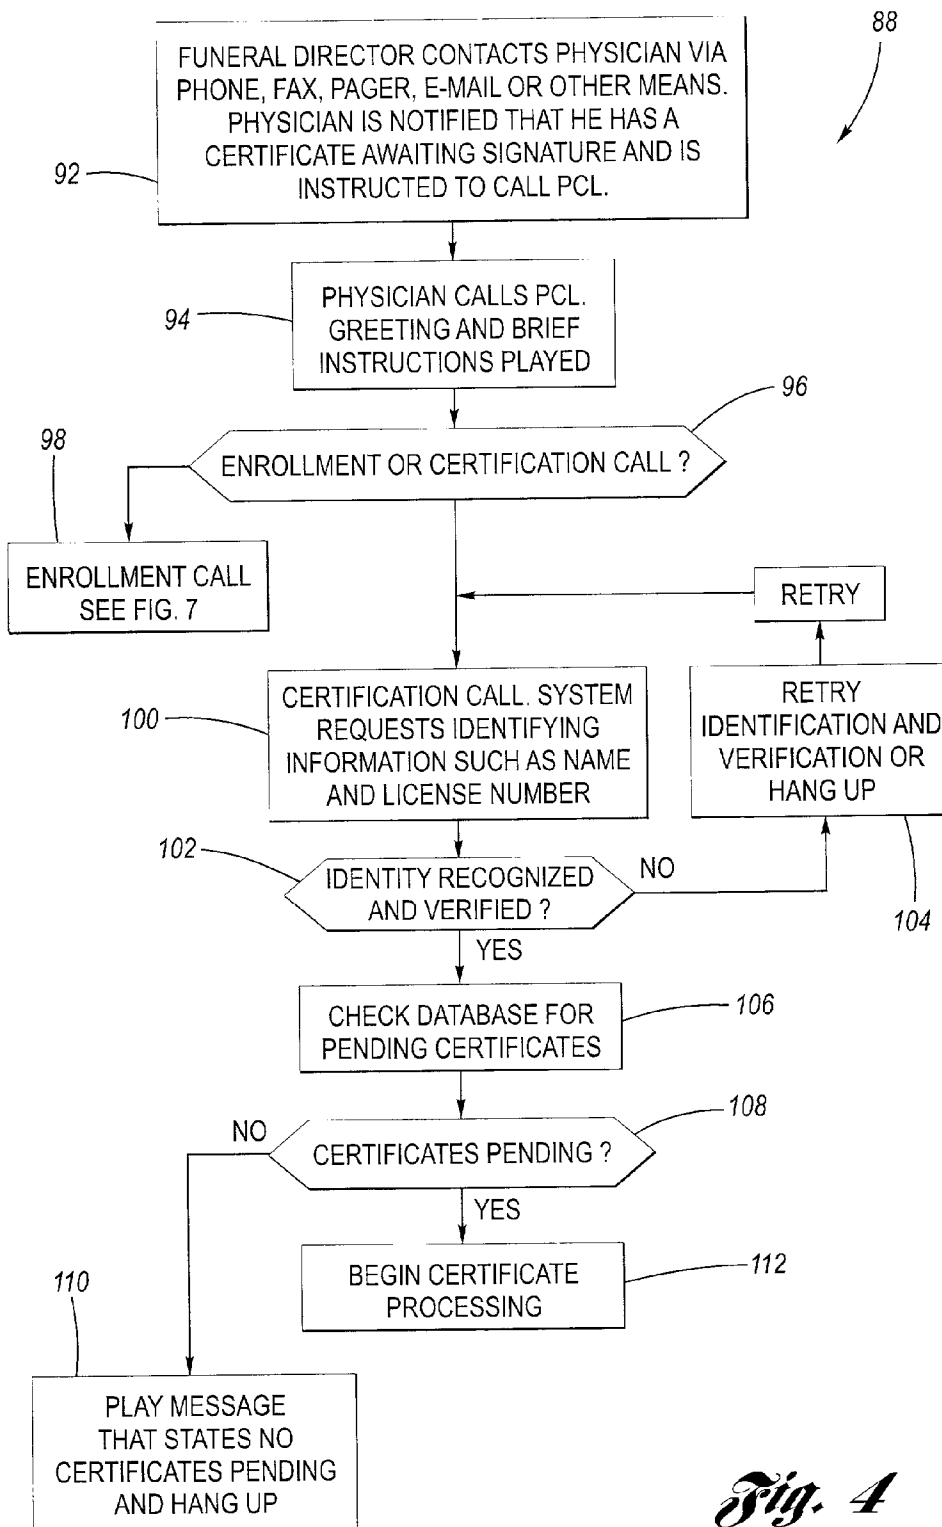 88
FUNERAL DIRECTOR CONTACTS PHYSICIAN VIA
PHONE, FAX, PAGER, E-MAIL OR OTHER MEANS.
PHYSICIAN IS NOTIFIED THAT HE HAS A
CERTIFICATE AWAITING SIGNATURE AND IS
INSTRUCTED TO CALL PCL.
92
PHYSICIAN CALLS PCL.
GREETING AND BRIEF
INSTRUCTIONS PLAYED
94
96
ENROLLMENT OR CERTIFICATION CALL ?
98
ENROLLMENT CALL
SEE FIG. 7
RETRY
CERTIFICATION CALL. SYSTEM
REQUESTS IDENTIFYING
INFORMATION SUCH AS NAME
AND LICENSE NUMBER
100
RETRY
IDENTIFICATION AND
VERIFICATION OR
HANG UP
104
102
IDENTITY RECOGNIZED
AND VERIFIED ?
NO
YES
CHECK DATABASE FOR
PENDING CERTIFICATES
106
108
NO
CERTIFICATES PENDING ?
YES
BEGIN CERTIFICATE
PROCESSING
112
110
PLAY MESSAGE
THAT STATES NO
CERTIFICATES PENDING
AND HANG UP
Fig. 4